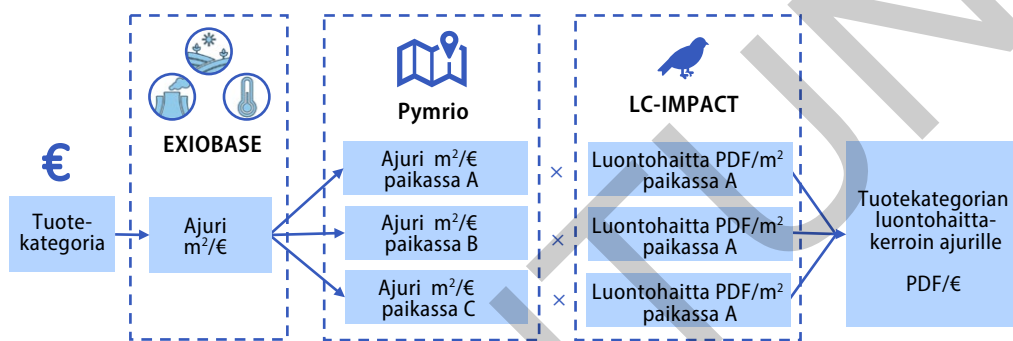 EXIOBASE
Pymrio
LC-IMPACT
€
Tuote-
kategoria
Ajuri
m²/€
Ajuri m²/€
paikassa A
×
Luontohaitta PDF/m²
paikassa A
Ajuri m²/€
paikassa B
×
Luontohaitta PDF/m²
paikassa A
Ajuri m²/€
paikassa C
×
Luontohaitta PDF/m²
paikassa A
Tuotekategorian
luontohaitta-
kerroin ajurille
PDF/€